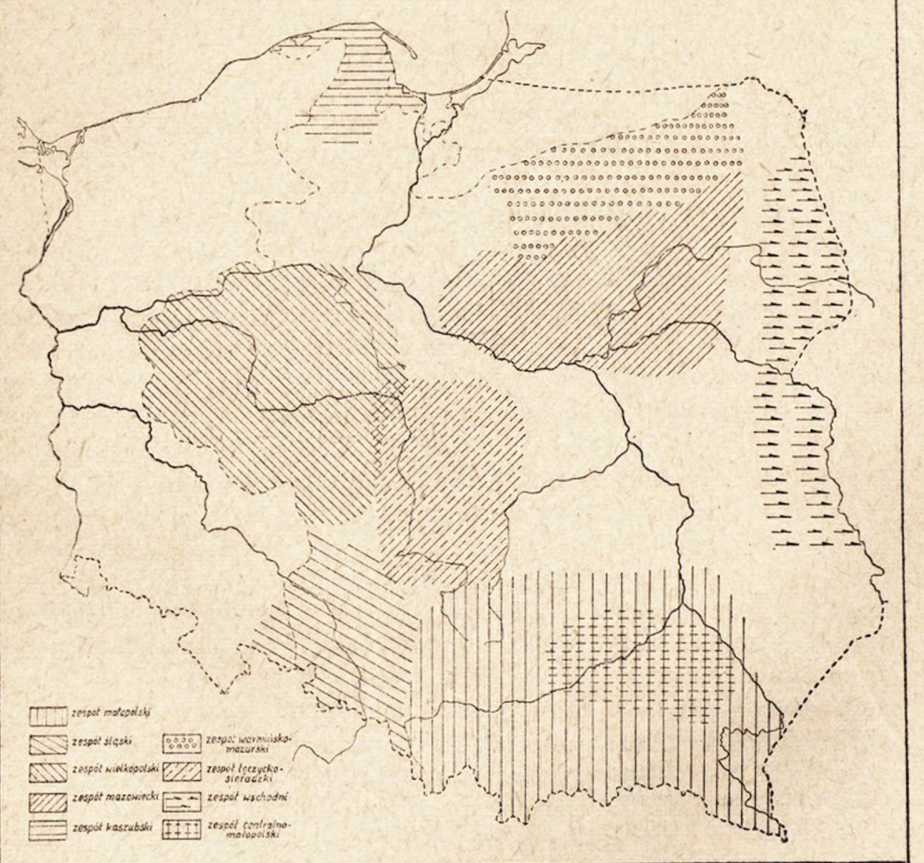 zespół małopolski
zespół śląski
zespół wielkopolski
zespół mazowiecki
zespół kaszubski
zespół warmińsko-
mazurski
zespół łęczycko-
sieradzki
zespół wschodni
zespół centralno-
małopolski